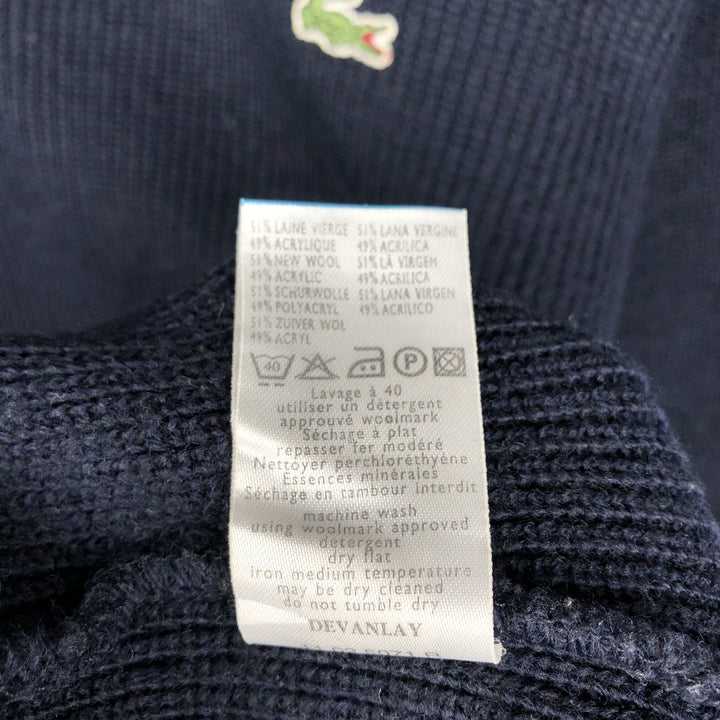 51% LAINE VIERGE 51% LANA VERGINE
49% ACRYLIQUE 49% ACRILICA
51% NEW WOOL 51% LÀ VIRGEM
49% ACRYLIC 49% ACRILICA
51% SCHURWOLLE 51% LANA VIRGEN
49% POLYACRYL 49% ACRILICO
51% ZUIVER WOL
49% ACRYL
40 P
Lavage à 40
utiliser un détergent
approuvé woolmark
Séchage à plat
repasser fer modéré
Nettoyer perchloréthyène
Essences minérales
Séchage en tambour interdit
machine wash
using woolmark approved
detergent
dry flat
iron medium temperature
may be dry cleaned
do not tumble dry
DEVANLAY